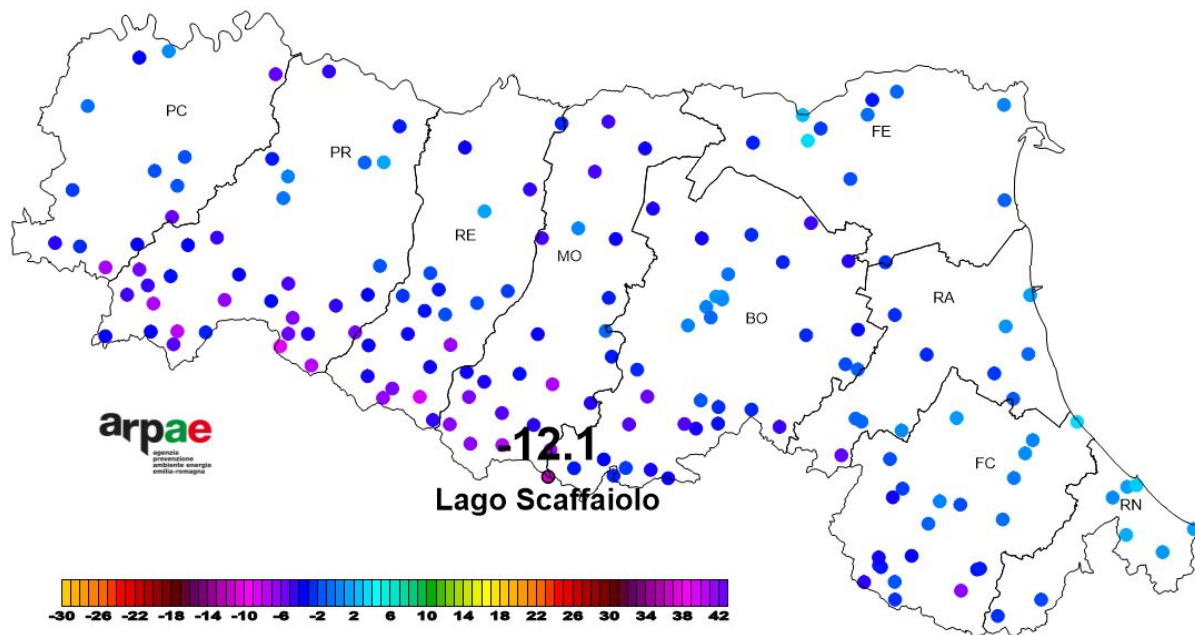 PC
PR
RE
MO
BO
FE
RA
FC
RN
arpae
agenzia
prevenzione
ambiente energia
emilia-romagna
-12.1
Lago Scaffaiolo
-30 -26 -22 -18 -14 -10 -6 -2 2 6 10 14 18 22 26 30 34 38 42